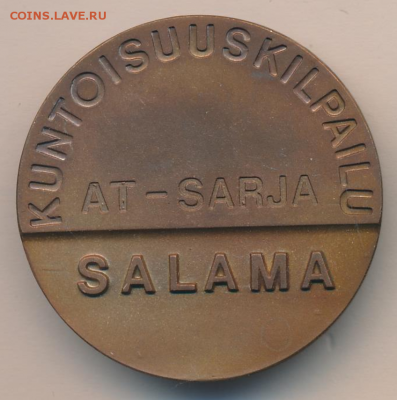 COINS.LAVE.RU
KUNTOISUUSKILPAILU
AT-SARJA
SALAMA